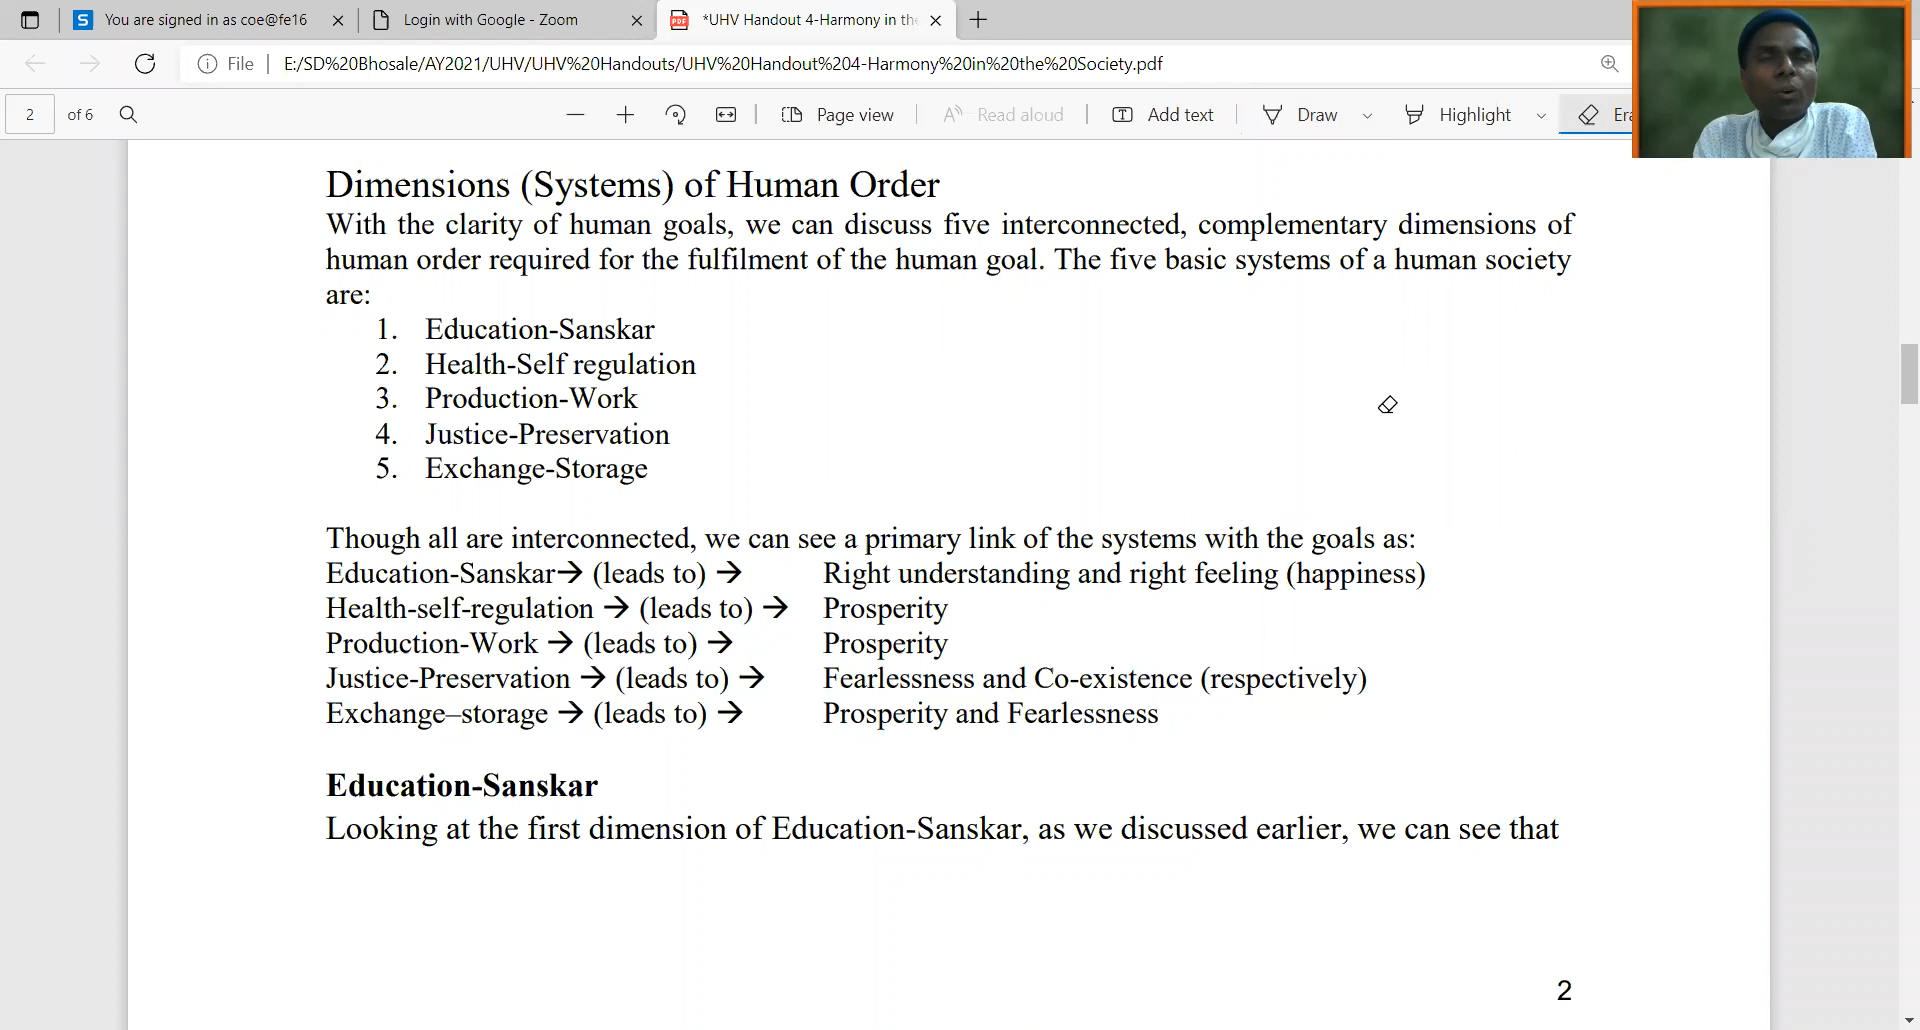 You are signed in as coe@fe16
Login with Google - Zoom
*UHV Handout 4-Harmony in the
File
E:/SD%20Bhosale/AY2021/UHV/UHV%20Handouts/UHV%20Handout%204-Harmony%20in%20the%20Society.pdf
2 of 6
Page view
Read aloud
Add text
Draw
Highlight
Dimensions (Systems) of Human Order
With the clarity of human goals, we can discuss five interconnected, complementary dimensions of
human order required for the fulfilment of the human goal. The five basic systems of a human society
are:
1. Education-Sanskar
2. Health-Self regulation
3. Production-Work
4. Justice-Preservation
5. Exchange-Storage
Though all are interconnected, we can see a primary link of the systems with the goals as:
Education-Sanskar→ (leads to) → Right understanding and right feeling (happiness)
Health-self-regulation → (leads to) → Prosperity
Production-Work → (leads to) → Prosperity
Justice-Preservation → (leads to) → Fearlessness and Co-existence (respectively)
Exchange–storage → (leads to) → Prosperity and Fearlessness
Education-Sanskar
Looking at the first dimension of Education-Sanskar, as we discussed earlier, we can see that
2